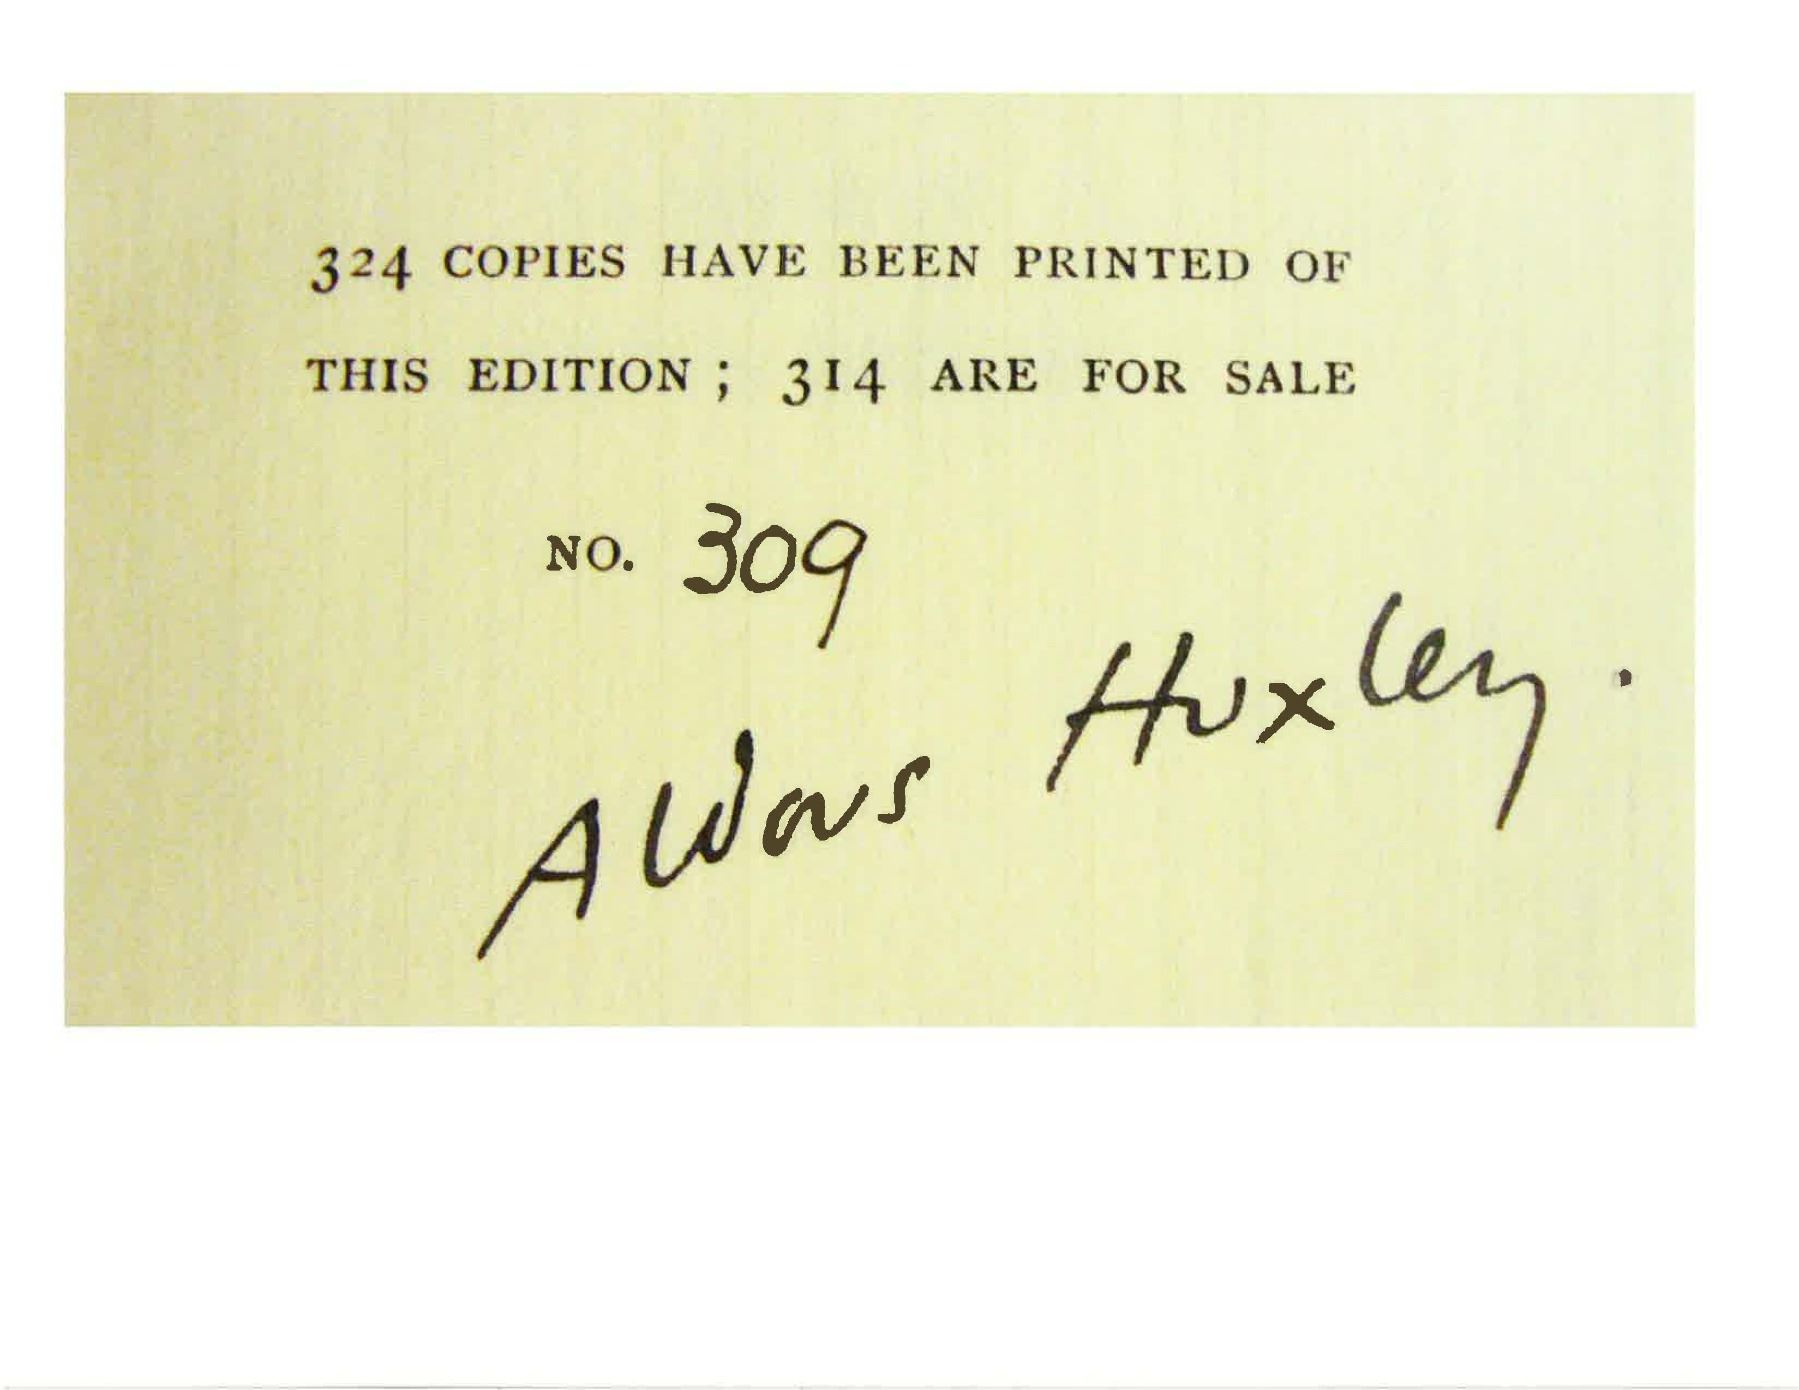 324 COPIES HAVE BEEN PRINTED OF
THIS EDITION ; 314 ARE FOR SALE
NO. 309
Aldous Huxley.